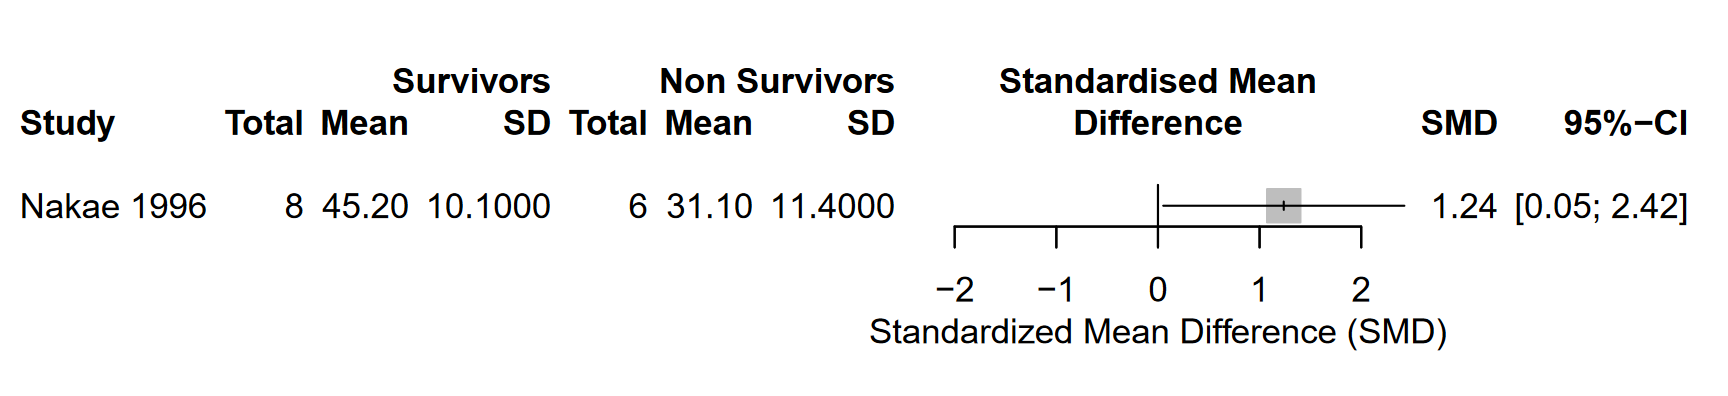 Survivors Non Survivors Standardised Mean
Study Total Mean SD Total Mean SD Difference SMD 95%−CI
Nakae 1996 8 45.20 10.1000 6 31.10 11.4000 1.24 [0.05; 2.42]
−2 −1 0 1 2
Standardized Mean Difference (SMD)